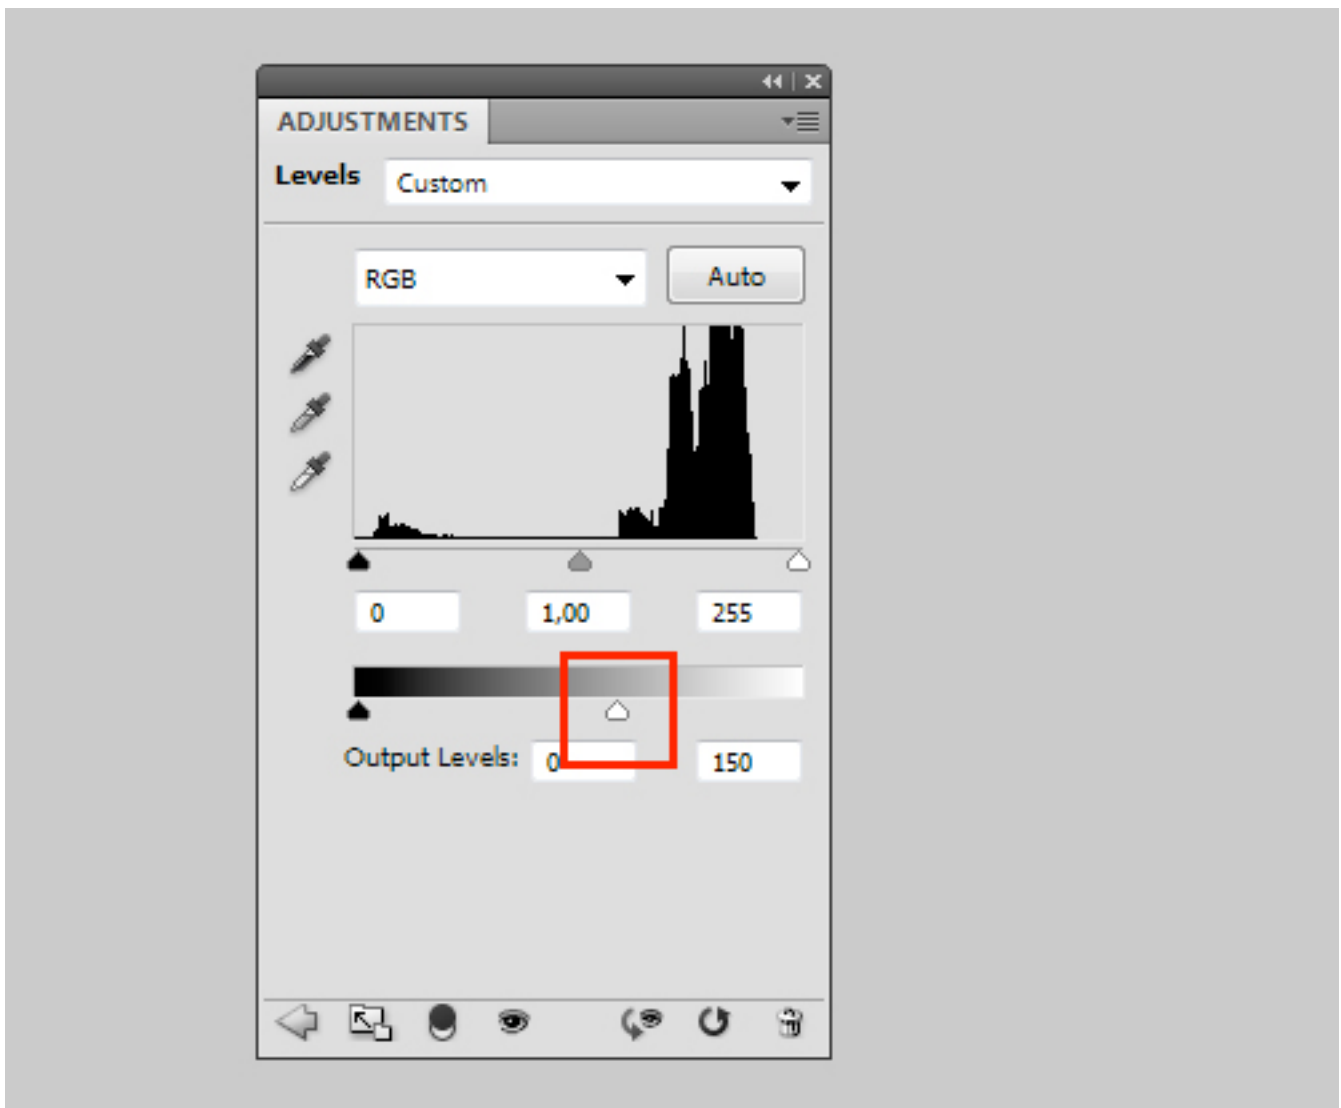 ADJUSTMENTS
Levels Custom
RGB Auto
0 1,00 255
Output Levels: 0 150